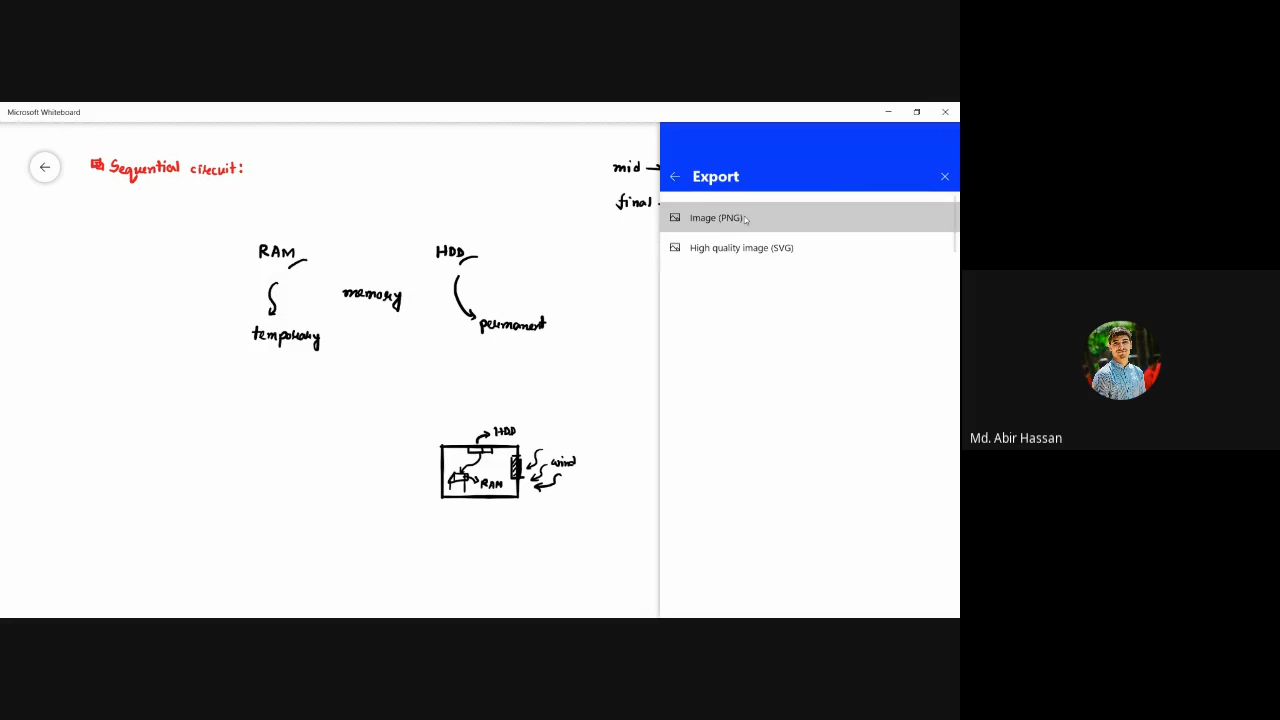 Microsoft Whiteboard
Sequential circuit:
mid →
final -
Export
Image (PNG)
High quality image (SVG)
RAM
HDD
memory
temporary
permanent
HDD
wind
RAM
Md. Abir Hassan